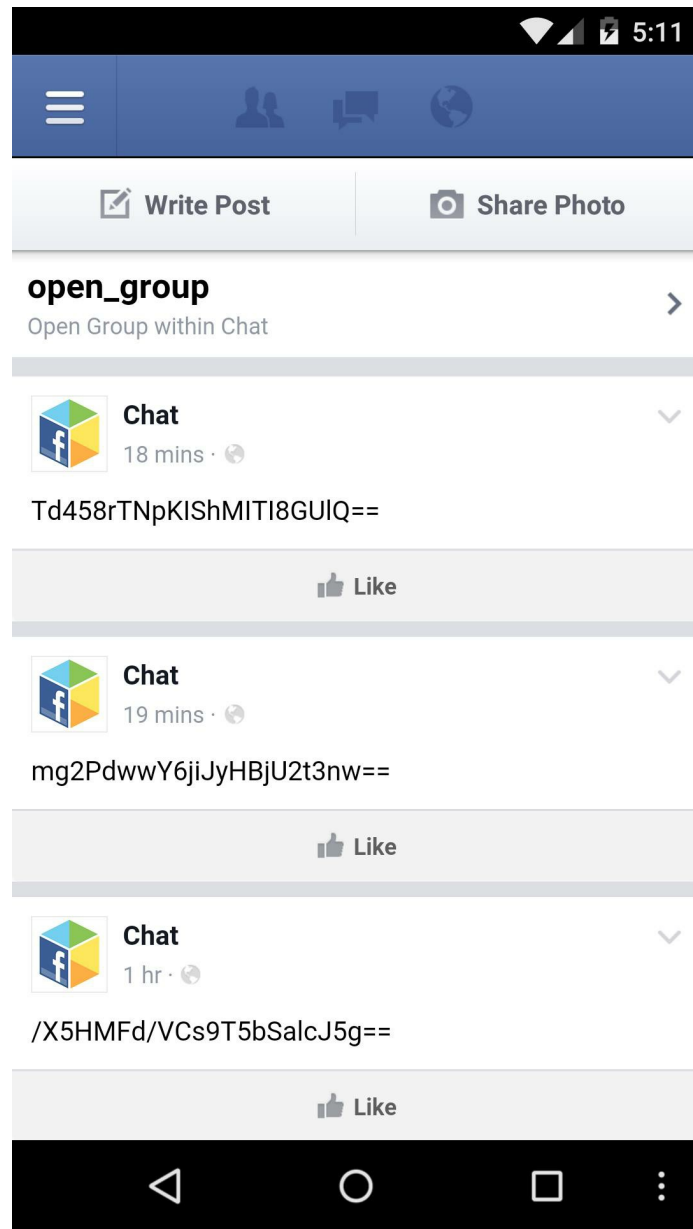 5:11
Write Post
Share Photo
open_group
Open Group within Chat
Chat
18 mins ·
Td458rTNpKIShMITI8GUlQ==
Like
Chat
19 mins ·
mg2PdwwY6jiJyHBjU2t3nw==
Like
Chat
1 hr ·
/X5HMFd/VCs9T5bSalcJ5g==
Like